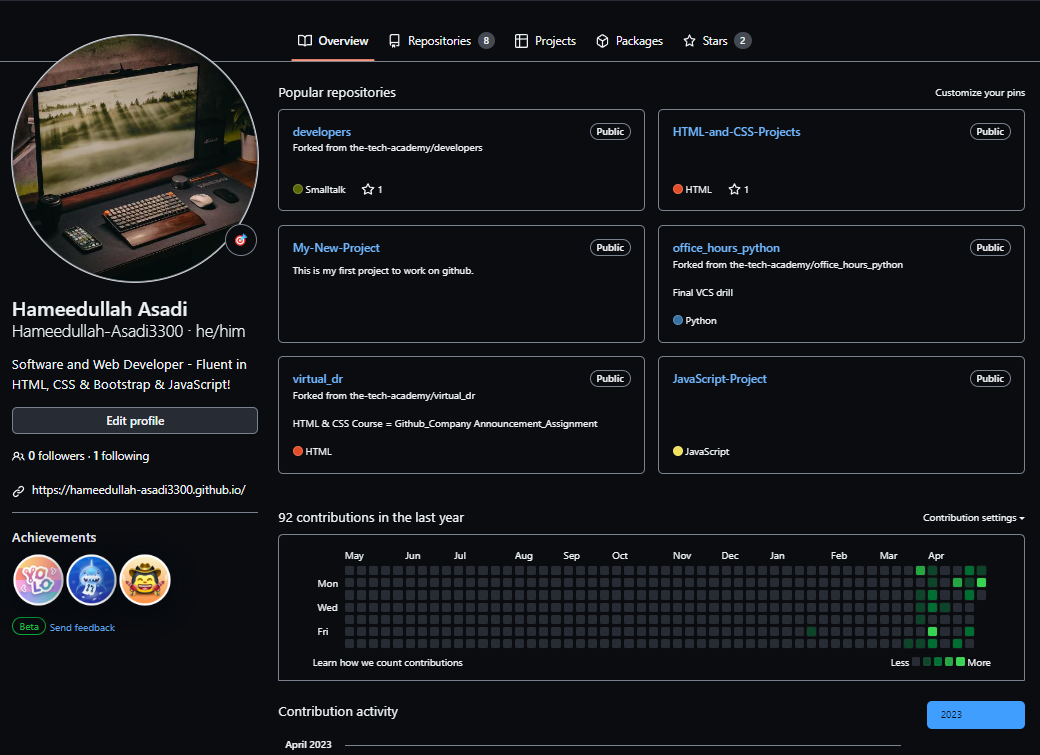 Overview
Repositories 8
Projects
Packages
Stars 2
Hameedullah Asadi
Hameedullah-Asadi3300 · he/him
Software and Web Developer - Fluent in
HTML, CSS & Bootstrap & JavaScript!
Edit profile
0 followers · 1 following
https://hameedullah-asadi3300.github.io/
Achievements
YOLO
Beta Send feedback
Popular repositories
Customize your pins
developers
Public
Forked from the-tech-academy/developers
Smalltalk 1
HTML-and-CSS-Projects
Public
HTML 1
My-New-Project
Public
This is my first project to work on github.
office_hours_python
Public
Forked from the-tech-academy/office_hours_python
Final VCS drill
Python
virtual_dr
Public
Forked from the-tech-academy/virtual_dr
HTML & CSS Course = Github_Company Announcement_Assignment
HTML
JavaScript-Project
Public
JavaScript
92 contributions in the last year
Contribution settings
May Jun Jul Aug Sep Oct Nov Dec Jan Feb Mar Apr
Mon
Wed
Fri
Learn how we count contributions
Less More
Contribution activity
2023
April 2023